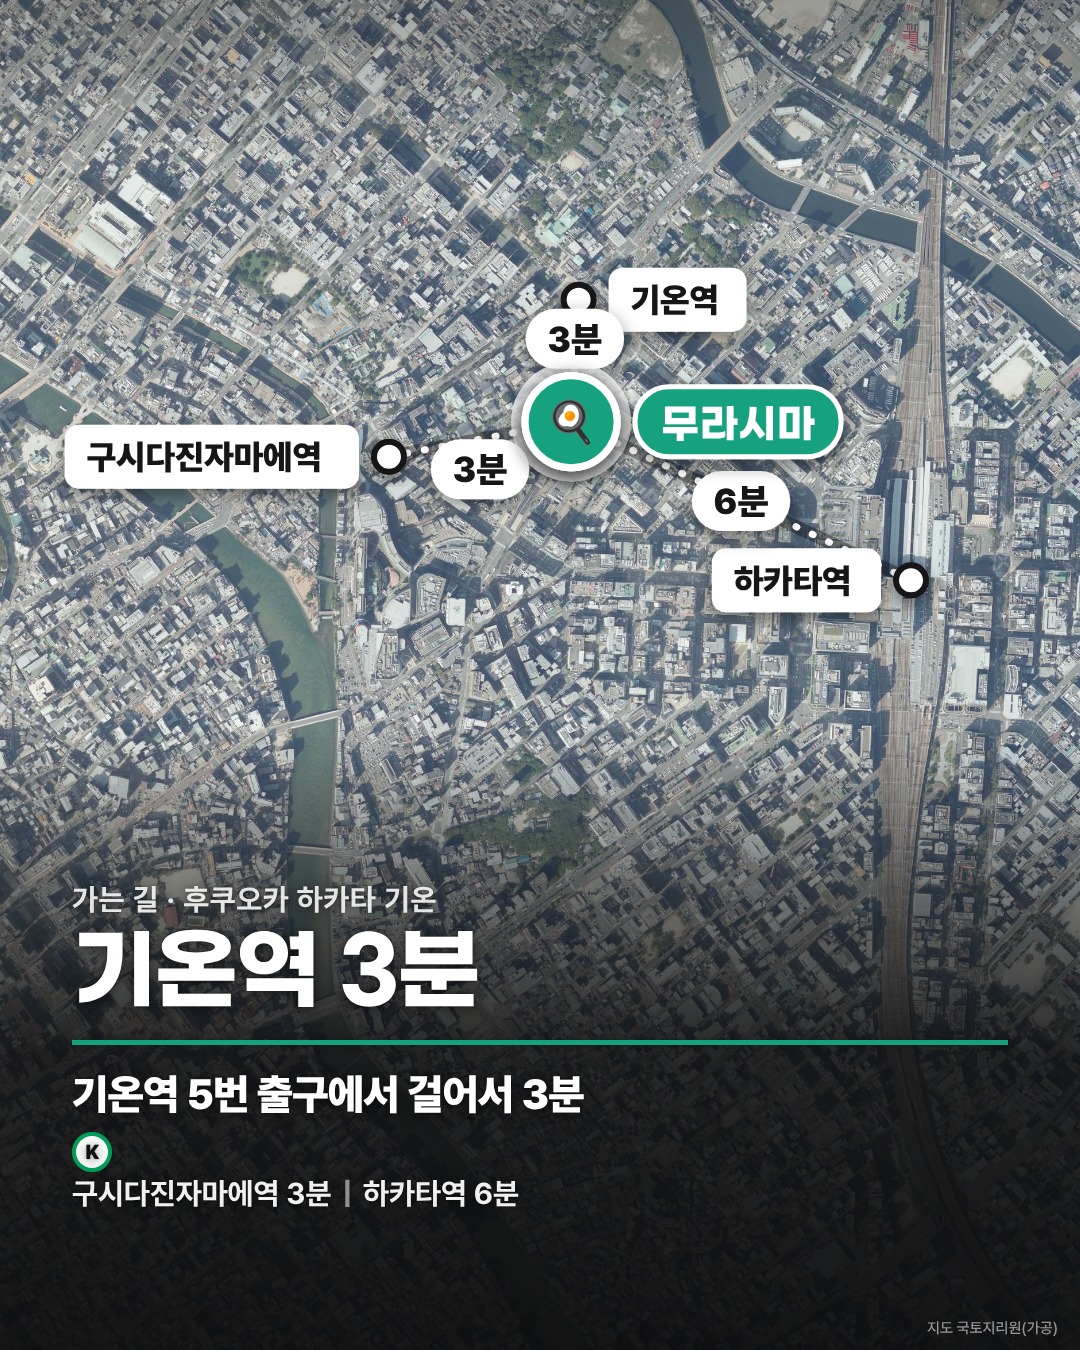 기온역
3분
무라시마
구시다진자마에역
3분
6분
하카타역
가는 길 · 후쿠오카 하카타 기온
기온역 3분
기온역 5번 출구에서 걸어서 3분
K
구시다진자마에역 3분 | 하카타역 6분
지도 국토지리원(가공)